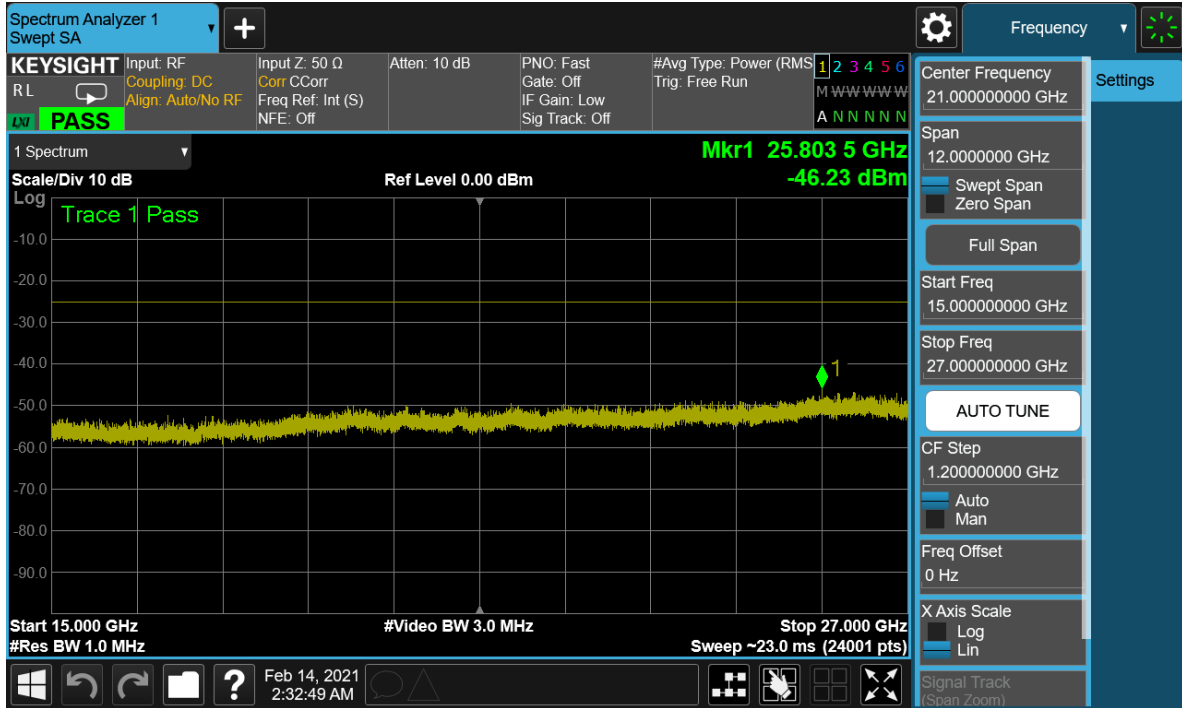 Spectrum Analyzer 1
Swept SA
Frequency
KEYSIGHT
R L
LXI PASS
Input: RF
Coupling: DC
Align: Auto/No RF
Input Z: 50 Ω
Corr CCorr
Freq Ref: Int (S)
NFE: Off
Atten: 10 dB
PNO: Fast
Gate: Off
IF Gain: Low
Sig Track: Off
#Avg Type: Power (RMS
Trig: Free Run
1 2 3 4 5 6
M W W W W W
A N N N N N
1 Spectrum
Mkr1 25.803 5 GHz
-46.23 dBm
Scale/Div 10 dB
Ref Level 0.00 dBm
Log
Trace 1 Pass
-10.0
-20.0
-30.0
-40.0
1
-50.0
-60.0
-70.0
-80.0
-90.0
Start 15.000 GHz
#Video BW 3.0 MHz
Stop 27.000 GHz
#Res BW 1.0 MHz
Sweep ~23.0 ms (24001 pts)
Feb 14, 2021
2:32:49 AM
Center Frequency
21.000000000 GHz
Span
12.0000000 GHz
Swept Span
Zero Span
Full Span
Start Freq
15.000000000 GHz
Stop Freq
27.000000000 GHz
AUTO TUNE
CF Step
1.200000000 GHz
Auto
Man
Freq Offset
0 Hz
X Axis Scale
Log
Lin
Signal Track
(Span Zoom)
Settings